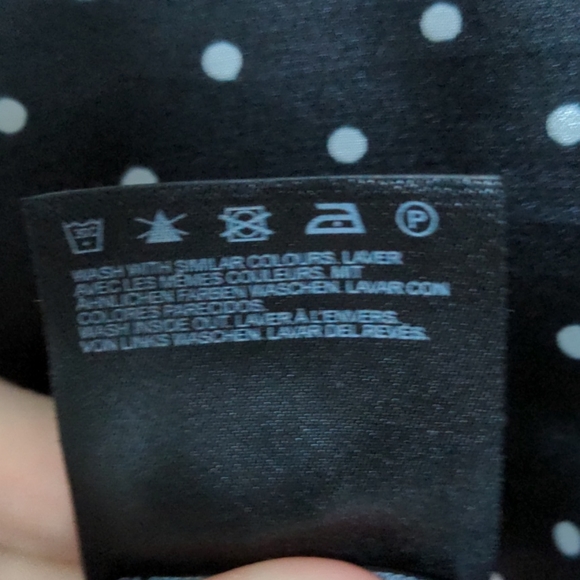 P
WASH WITH SIMILAR COLOURS. LAVER
AVEC LES MÊMES COULEURS. MIT
ÄHNLICHEN FARBEN WASCHEN. LAVAR CON
COLORES PARECIDOS.
WASH INSIDE OUT. LAVER À L'ENVERS.
VON LINKS WASCHEN. LAVAR DEL REVÉS.